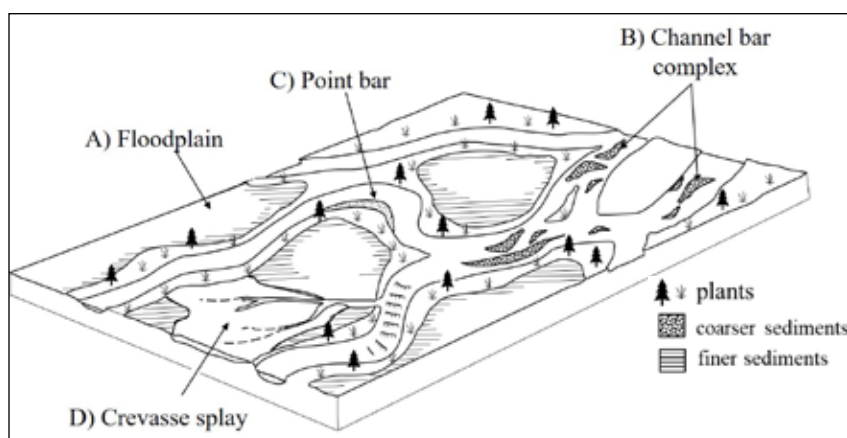 B) Channel bar
complex
C) Point bar
A) Floodplain
plants
coarser sediments
finer sediments
D) Crevasse splay